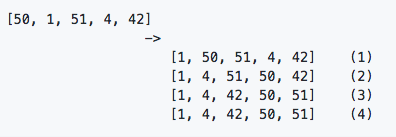 [50, 1, 51, 4, 42]
->
[1, 50, 51, 4, 42] (1)
[1, 4, 51, 50, 42] (2)
[1, 4, 42, 50, 51] (3)
[1, 4, 42, 50, 51] (4)